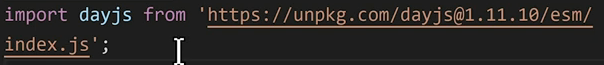 import dayjs from 'https://unpkg.com/dayjs@1.11.10/esm/
index.js';